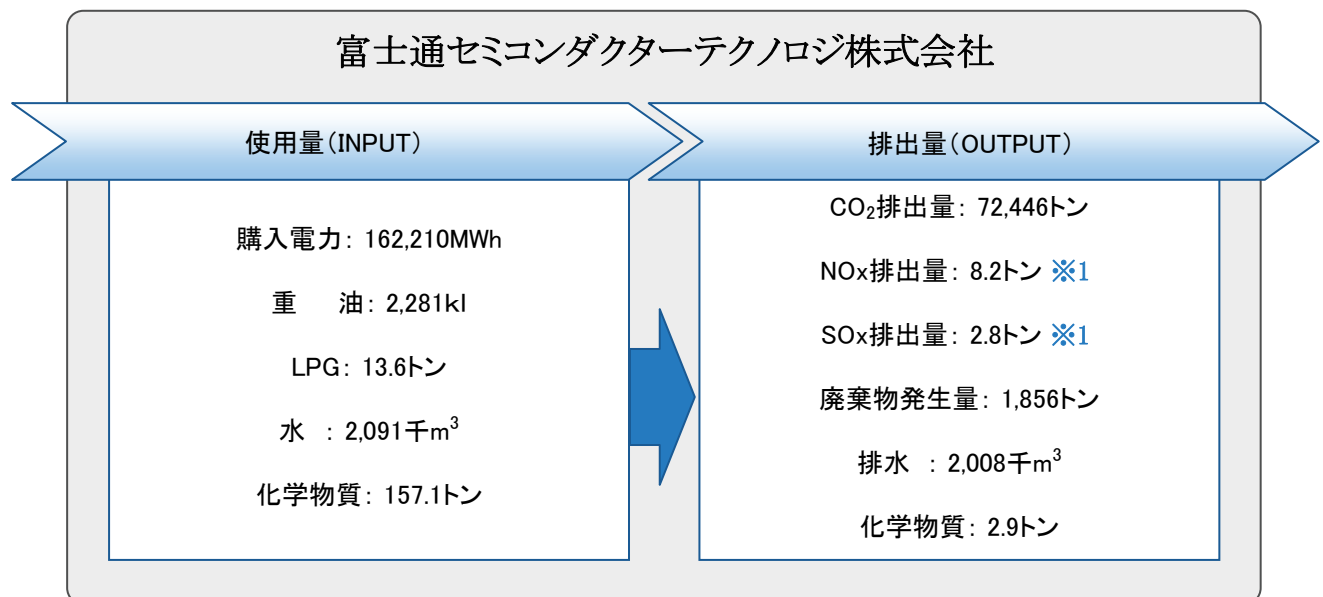 富士通セミコンダクターテクノロジ株式会社
使用量(INPUT)
購入電力: 162,210MWh
重　　油: 2,281kl
LPG: 13.6トン
水　: 2,091千m³
化学物質: 157.1トン
排出量(OUTPUT)
CO₂排出量: 72,446トン
NOx排出量: 8.2トン ※1
SOx排出量: 2.8トン ※1
廃棄物発生量: 1,856トン
排水　: 2,008千m³
化学物質: 2.9トン